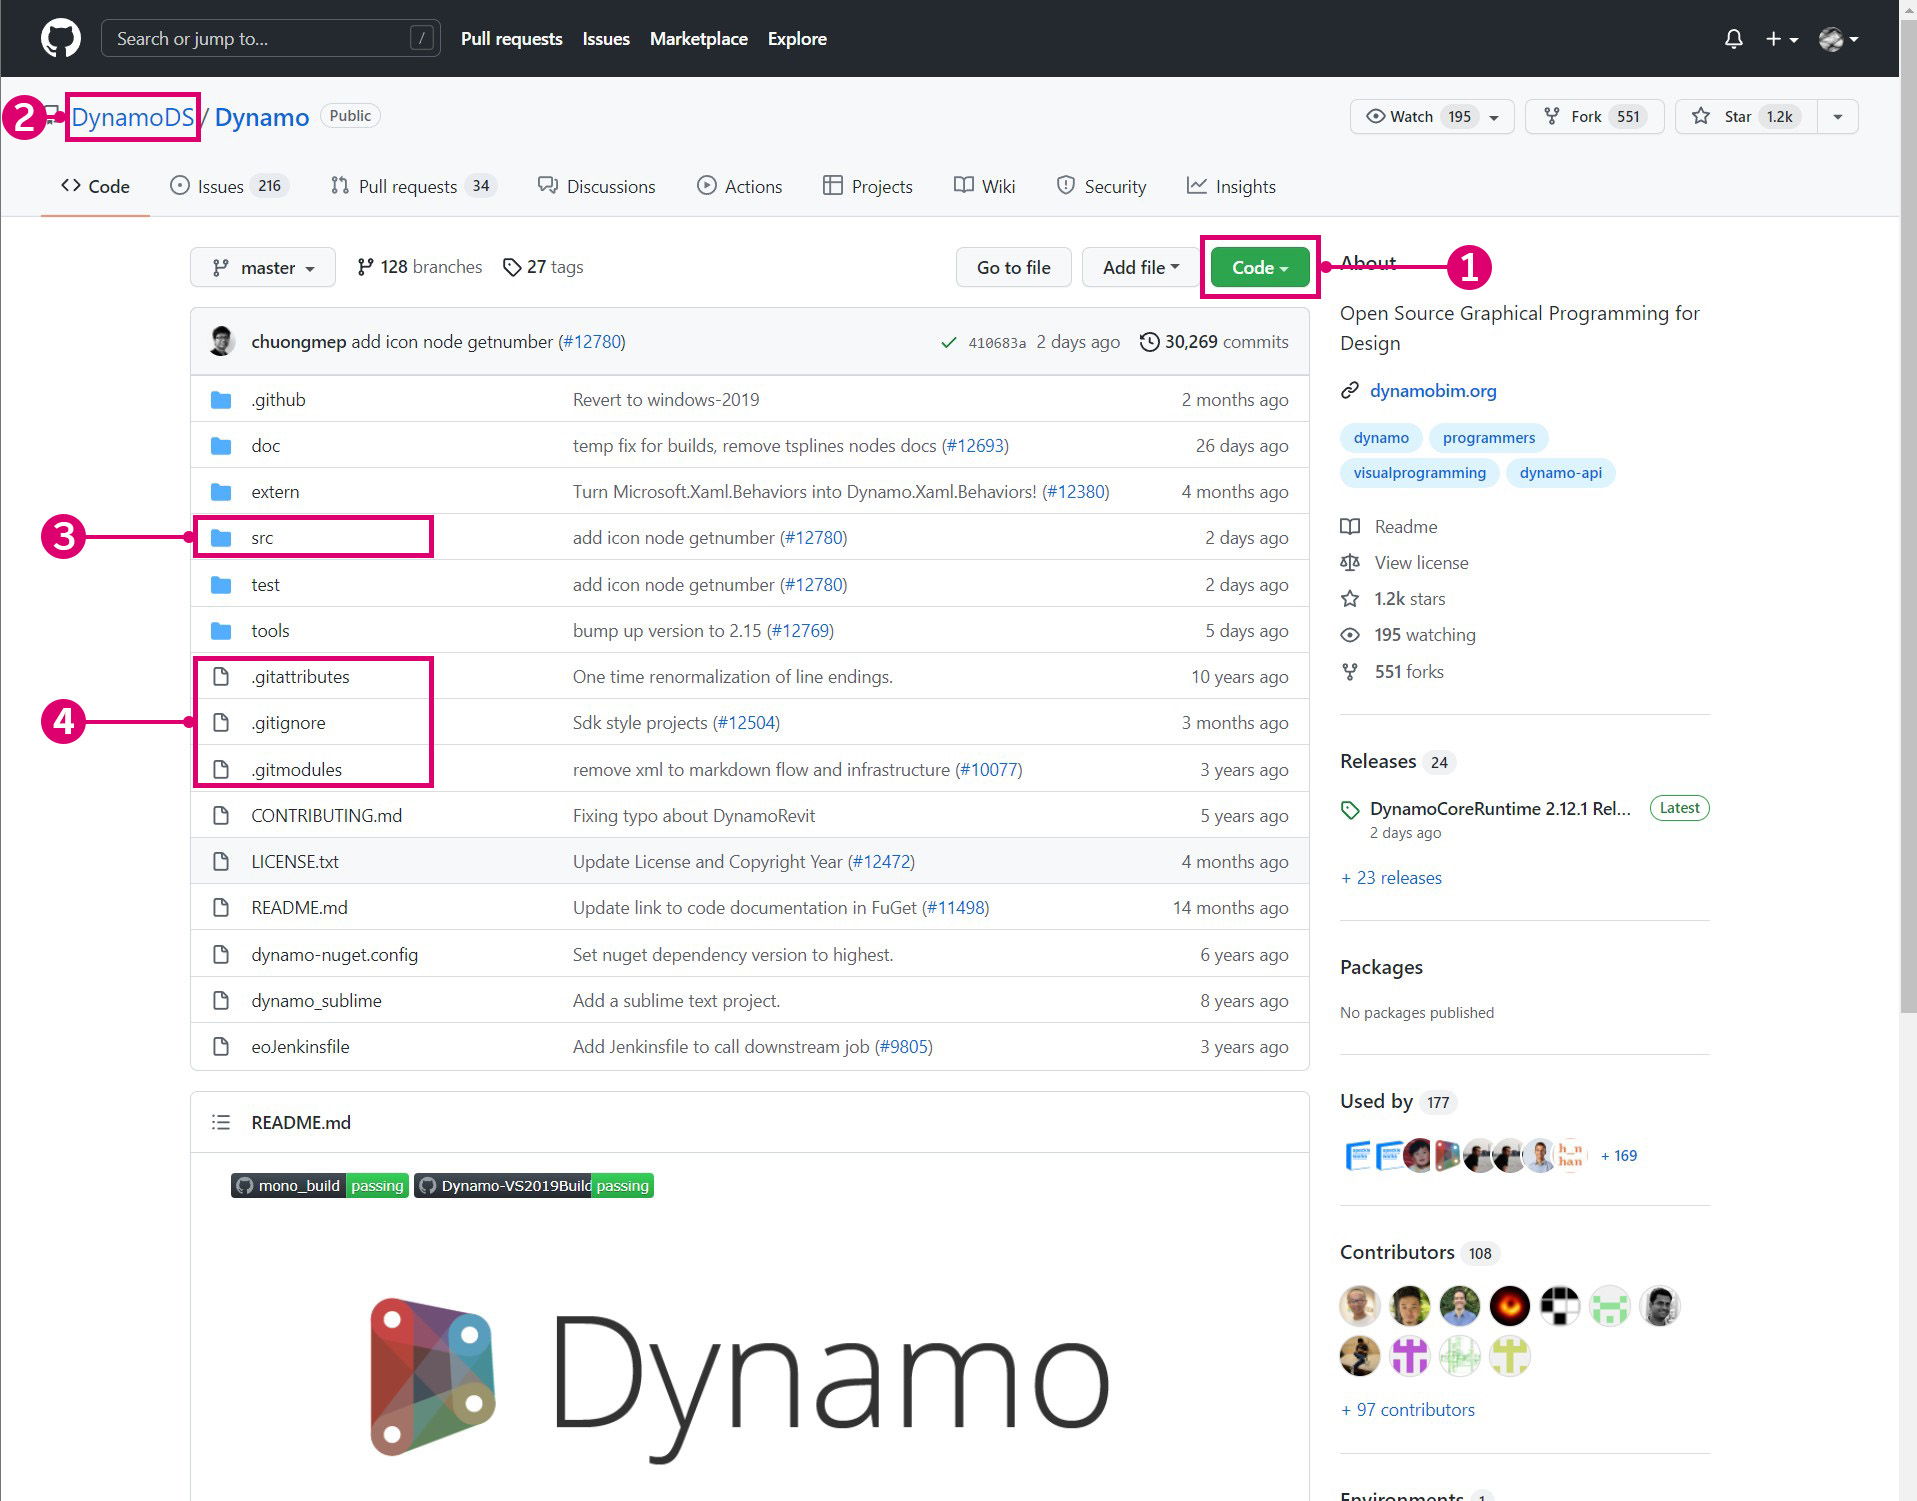 Search or jump to... / Pull requests Issues Marketplace Explore
2 DynamoDS / Dynamo Public Watch 195 Fork 551 Star 1.2k
Code Issues 216 Pull requests 34 Discussions Actions Projects Wiki Security Insights
master 128 branches 27 tags Go to file Add file Code 1
chuongmep add icon node getnumber (#12780) 410683a 2 days ago 30,269 commits
.github Revert to windows-2019 2 months ago
doc temp fix for builds, remove tsplines nodes docs (#12693) 26 days ago
extern Turn Microsoft.Xaml.Behaviors into Dynamo.Xaml.Behaviors! (#12380) 4 months ago
3 src add icon node getnumber (#12780) 2 days ago
test add icon node getnumber (#12780) 2 days ago
tools bump up version to 2.15 (#12769) 5 days ago
.gitattributes One time renormalization of line endings. 10 years ago
4 .gitignore Sdk style projects (#12504) 3 months ago
.gitmodules remove xml to markdown flow and infrastructure (#10077) 3 years ago
CONTRIBUTING.md Fixing typo about DynamoRevit 5 years ago
LICENSE.txt Update License and Copyright Year (#12472) 4 months ago
README.md Update link to code documentation in FuGet (#11498) 14 months ago
dynamo-nuget.config Set nuget dependency version to highest. 6 years ago
dynamo_sublime Add a sublime text project. 8 years ago
eoJenkinsfile Add Jenkinsfile to call downstream job (#9805) 3 years ago
README.md
mono_build passing Dynamo-VS2019Build passing
Dynamo
About
Open Source Graphical Programming for
Design
dynamobim.org
dynamo programmers
visualprogramming dynamo-api
Readme
View license
1.2k stars
195 watching
551 forks
Releases 24
DynamoCoreRuntime 2.12.1 Rel... Latest
2 days ago
+ 23 releases
Packages
No packages published
Used by 177
h_n
han + 169
Contributors 108
+ 97 contributors
Environments 1